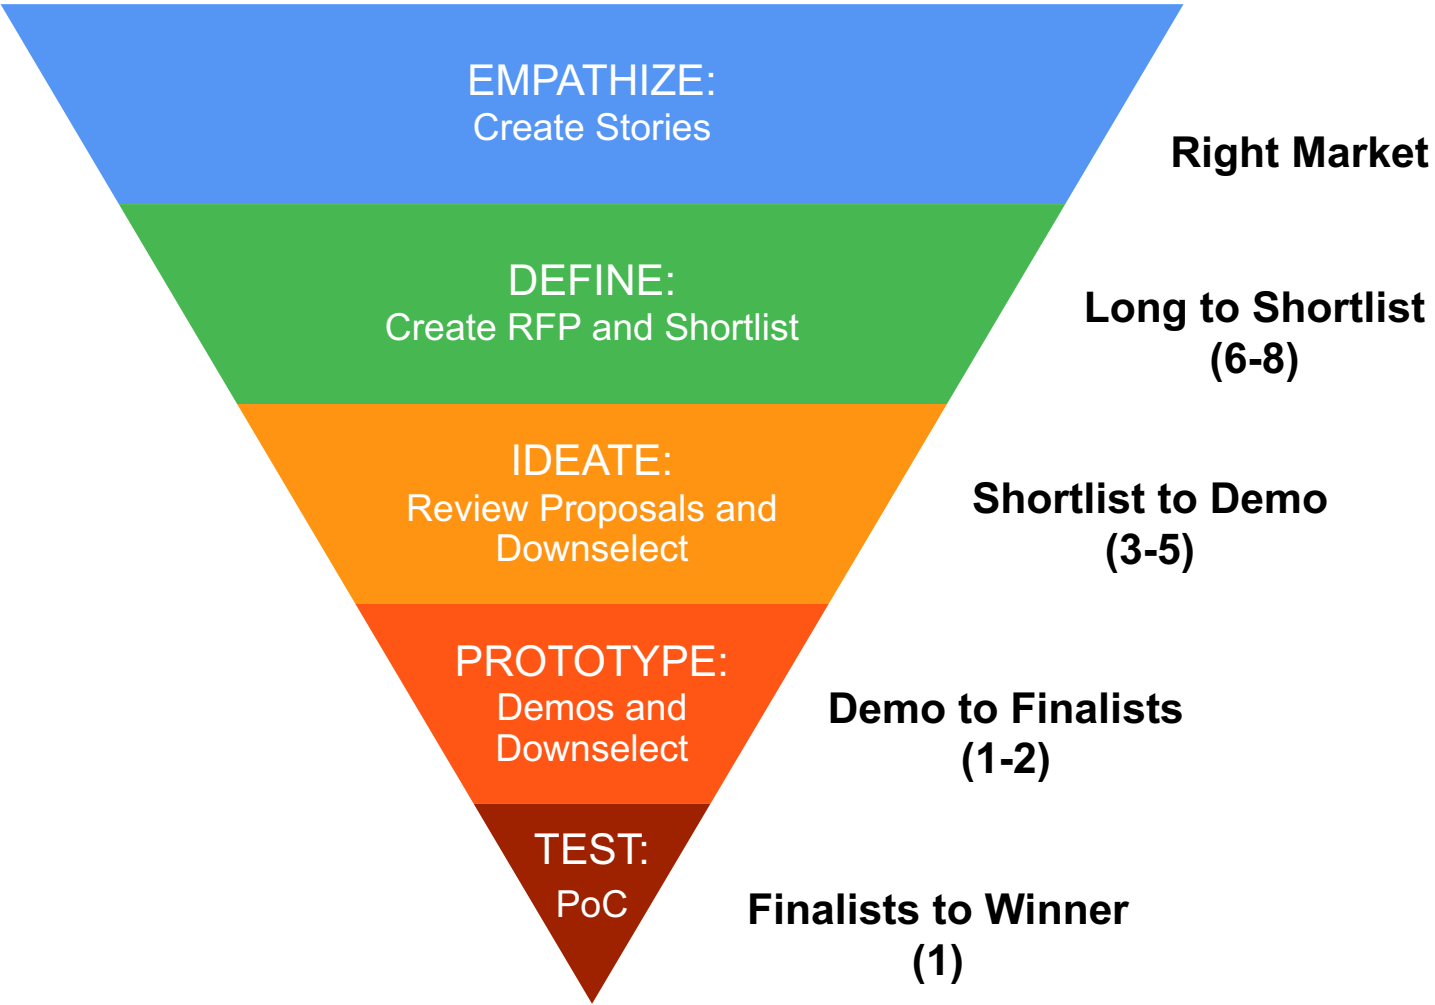 EMPATHIZE:
Create Stories
Right Market
DEFINE:
Create RFP and Shortlist
Long to Shortlist
(6-8)
IDEATE:
Review Proposals and
Downselect
Shortlist to Demo
(3-5)
PROTOTYPE:
Demos and
Downselect
Demo to Finalists
(1-2)
TEST:
PoC
Finalists to Winner
(1)